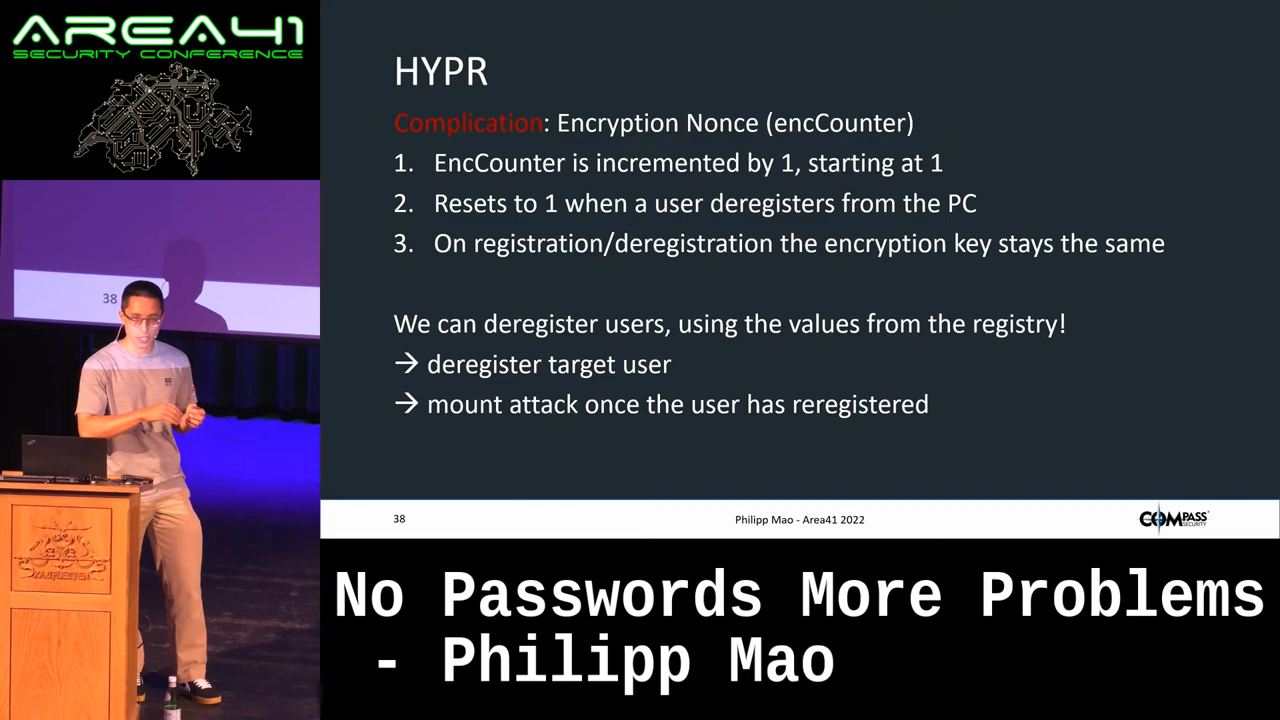 AREA41
SECURITY CONFERENCE
HYPR
Complication: Encryption Nonce (encCounter)
1. EncCounter is incremented by 1, starting at 1
2. Resets to 1 when a user deregisters from the PC
3. On registration/deregistration the encryption key stays the same
We can deregister users, using the values from the registry!
→ deregister target user
→ mount attack once the user has reregistered
38
38
Philipp Mao - Area41 2022
COMPASS
SECURITY
KAUFLEUTEN
No Passwords More Problems
- Philipp Mao